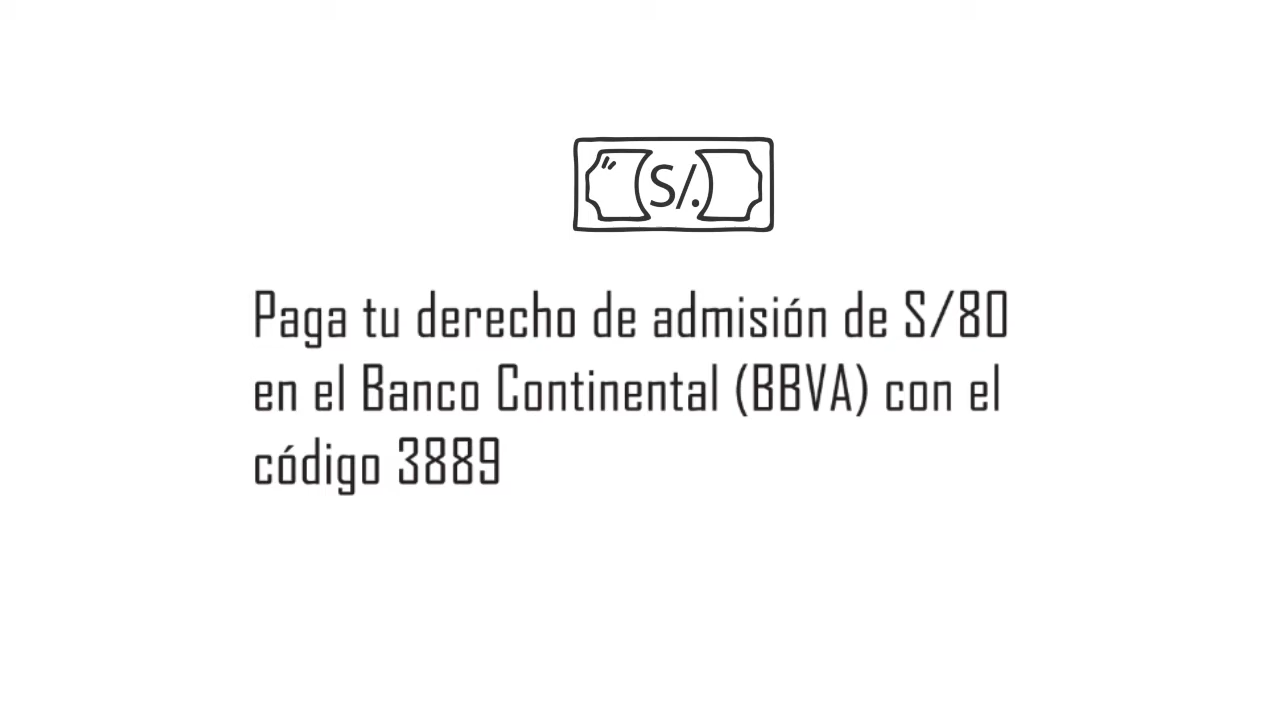 S/.
Paga tu derecho de admisión de S/80
en el Banco Continental (BBVA) con el
código 3889